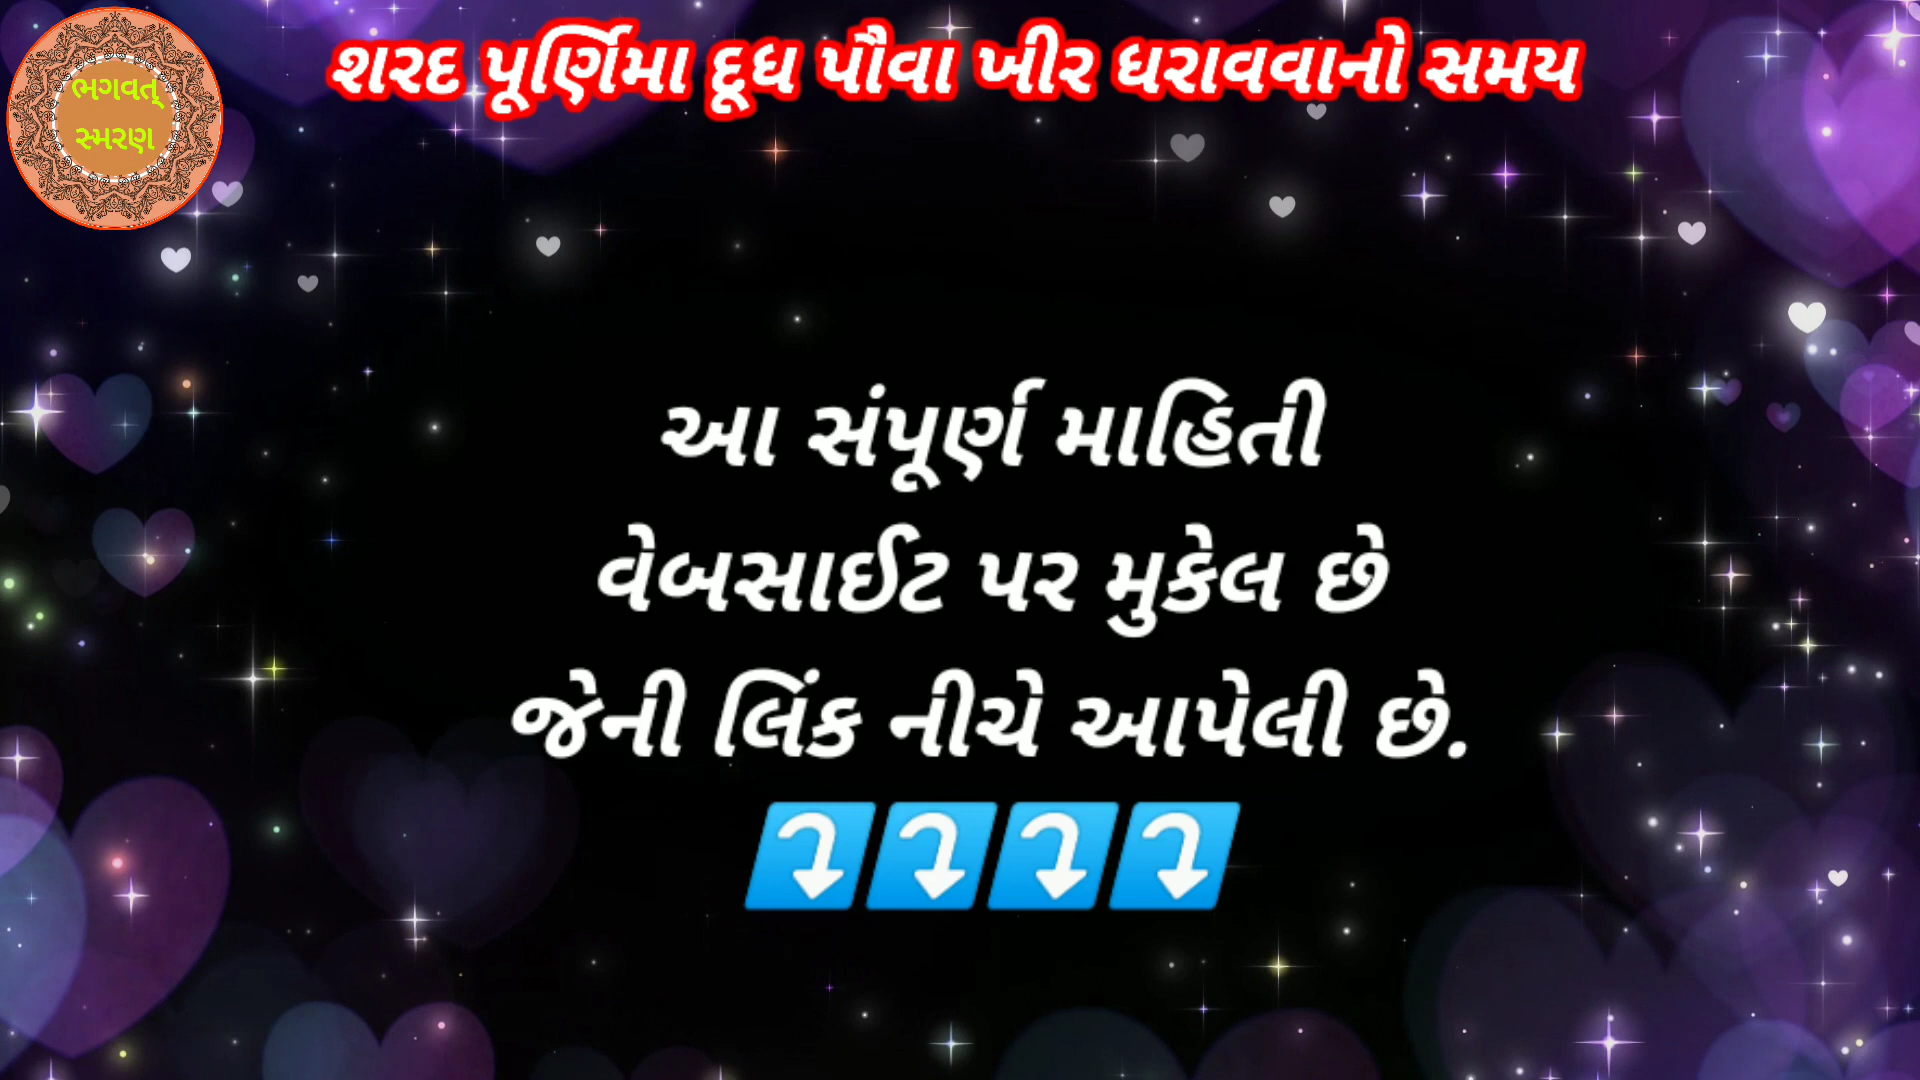 શરદ પૂર્ણિમા દૂધ પૌવા ખીર ધરાવવાનો સમય
ભગવત્
સ્મરણ
આ સંપૂર્ણ માહિતી
વેબસાઈટ પર મુકેલ છે
જેની લિંક નીચે આપેલી છે.